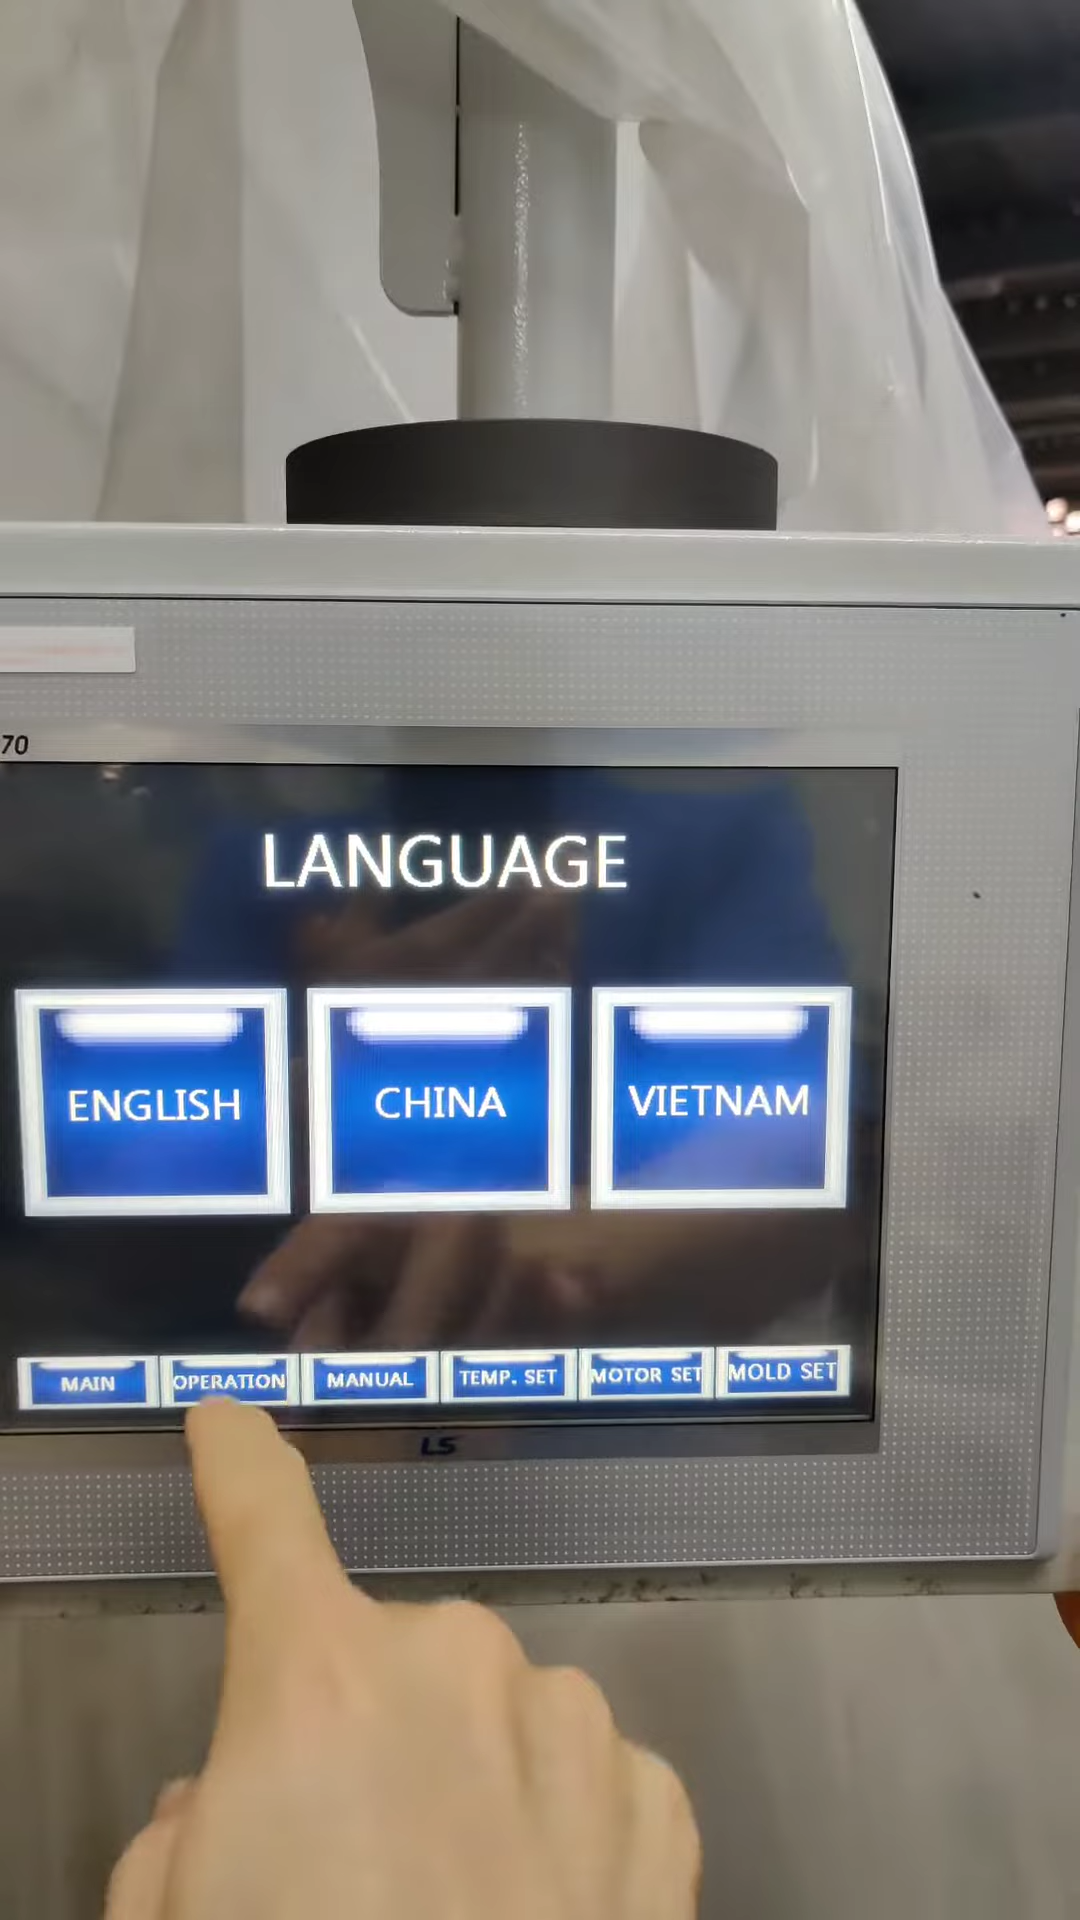 70
LANGUAGE
ENGLISH
CHINA
VIETNAM
MAIN
OPERATION
MANUAL
TEMP. SET
MOTOR SET
MOLD SET
LS